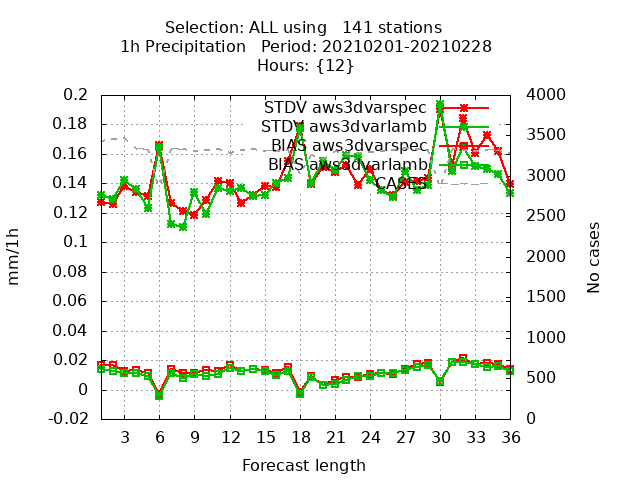 Selection: ALL using 141 stations
1h Precipitation Period: 20210201-20210228
Hours: {12}
STDV aws3dvarspec
STDV aws3dvarlamb
BIAS aws3dvarspec
BIAS aws3dvarlamb
CASES
0.2
0.18
0.16
0.14
0.12
0.1
0.08
0.06
0.04
0.02
0
-0.02
mm/1h
4000
3500
3000
2500
2000
1500
1000
500
0
No cases
3 6 9 12 15 18 21 24 27 30 33 36
Forecast length